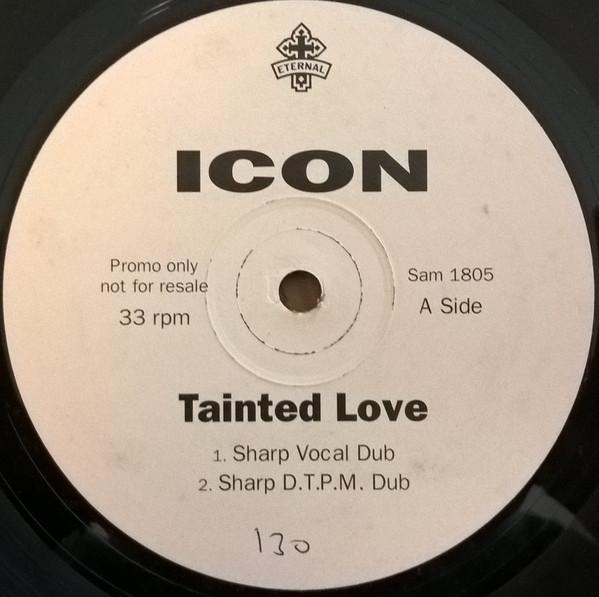 ETERNAL
ICON
Promo only
not for resale
33 rpm
Sam 1805
A Side
Tainted Love
1. Sharp Vocal Dub
2. Sharp D.T.P.M. Dub
130